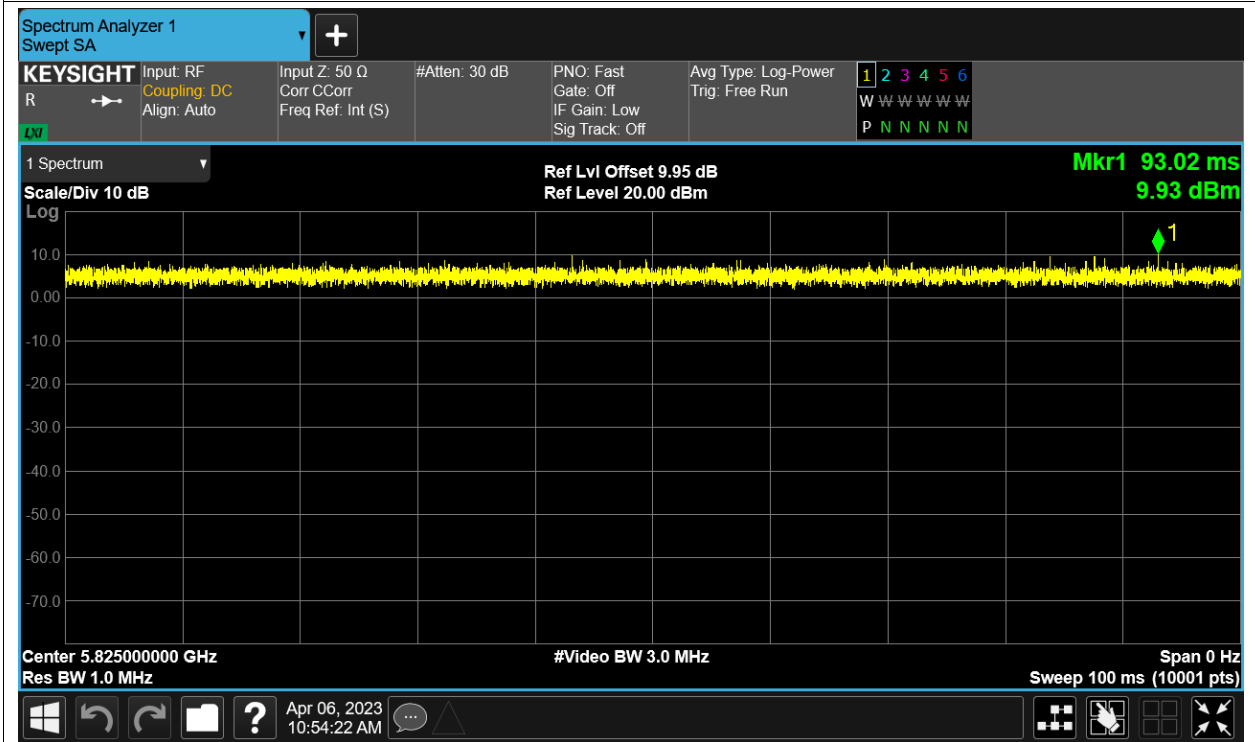 Spectrum Analyzer 1
Swept SA
KEYSIGHT
R
LXI
Input: RF
Coupling: DC
Align: Auto
Input Z: 50 Ω
Corr CCorr
Freq Ref: Int (S)
#Atten: 30 dB
PNO: Fast
Gate: Off
IF Gain: Low
Sig Track: Off
Avg Type: Log-Power
Trig: Free Run
1 2 3 4 5 6
W W W W W W
P N N N N N
1 Spectrum
Scale/Div 10 dB
Ref Lvl Offset 9.95 dB
Ref Level 20.00 dBm
Mkr1 93.02 ms
9.93 dBm
Log
1
10.0
0.00
-10.0
-20.0
-30.0
-40.0
-50.0
-60.0
-70.0
Center 5.825000000 GHz
#Video BW 3.0 MHz
Span 0 Hz
Res BW 1.0 MHz
Sweep 100 ms (10001 pts)
?
Apr 06, 2023
10:54:22 AM